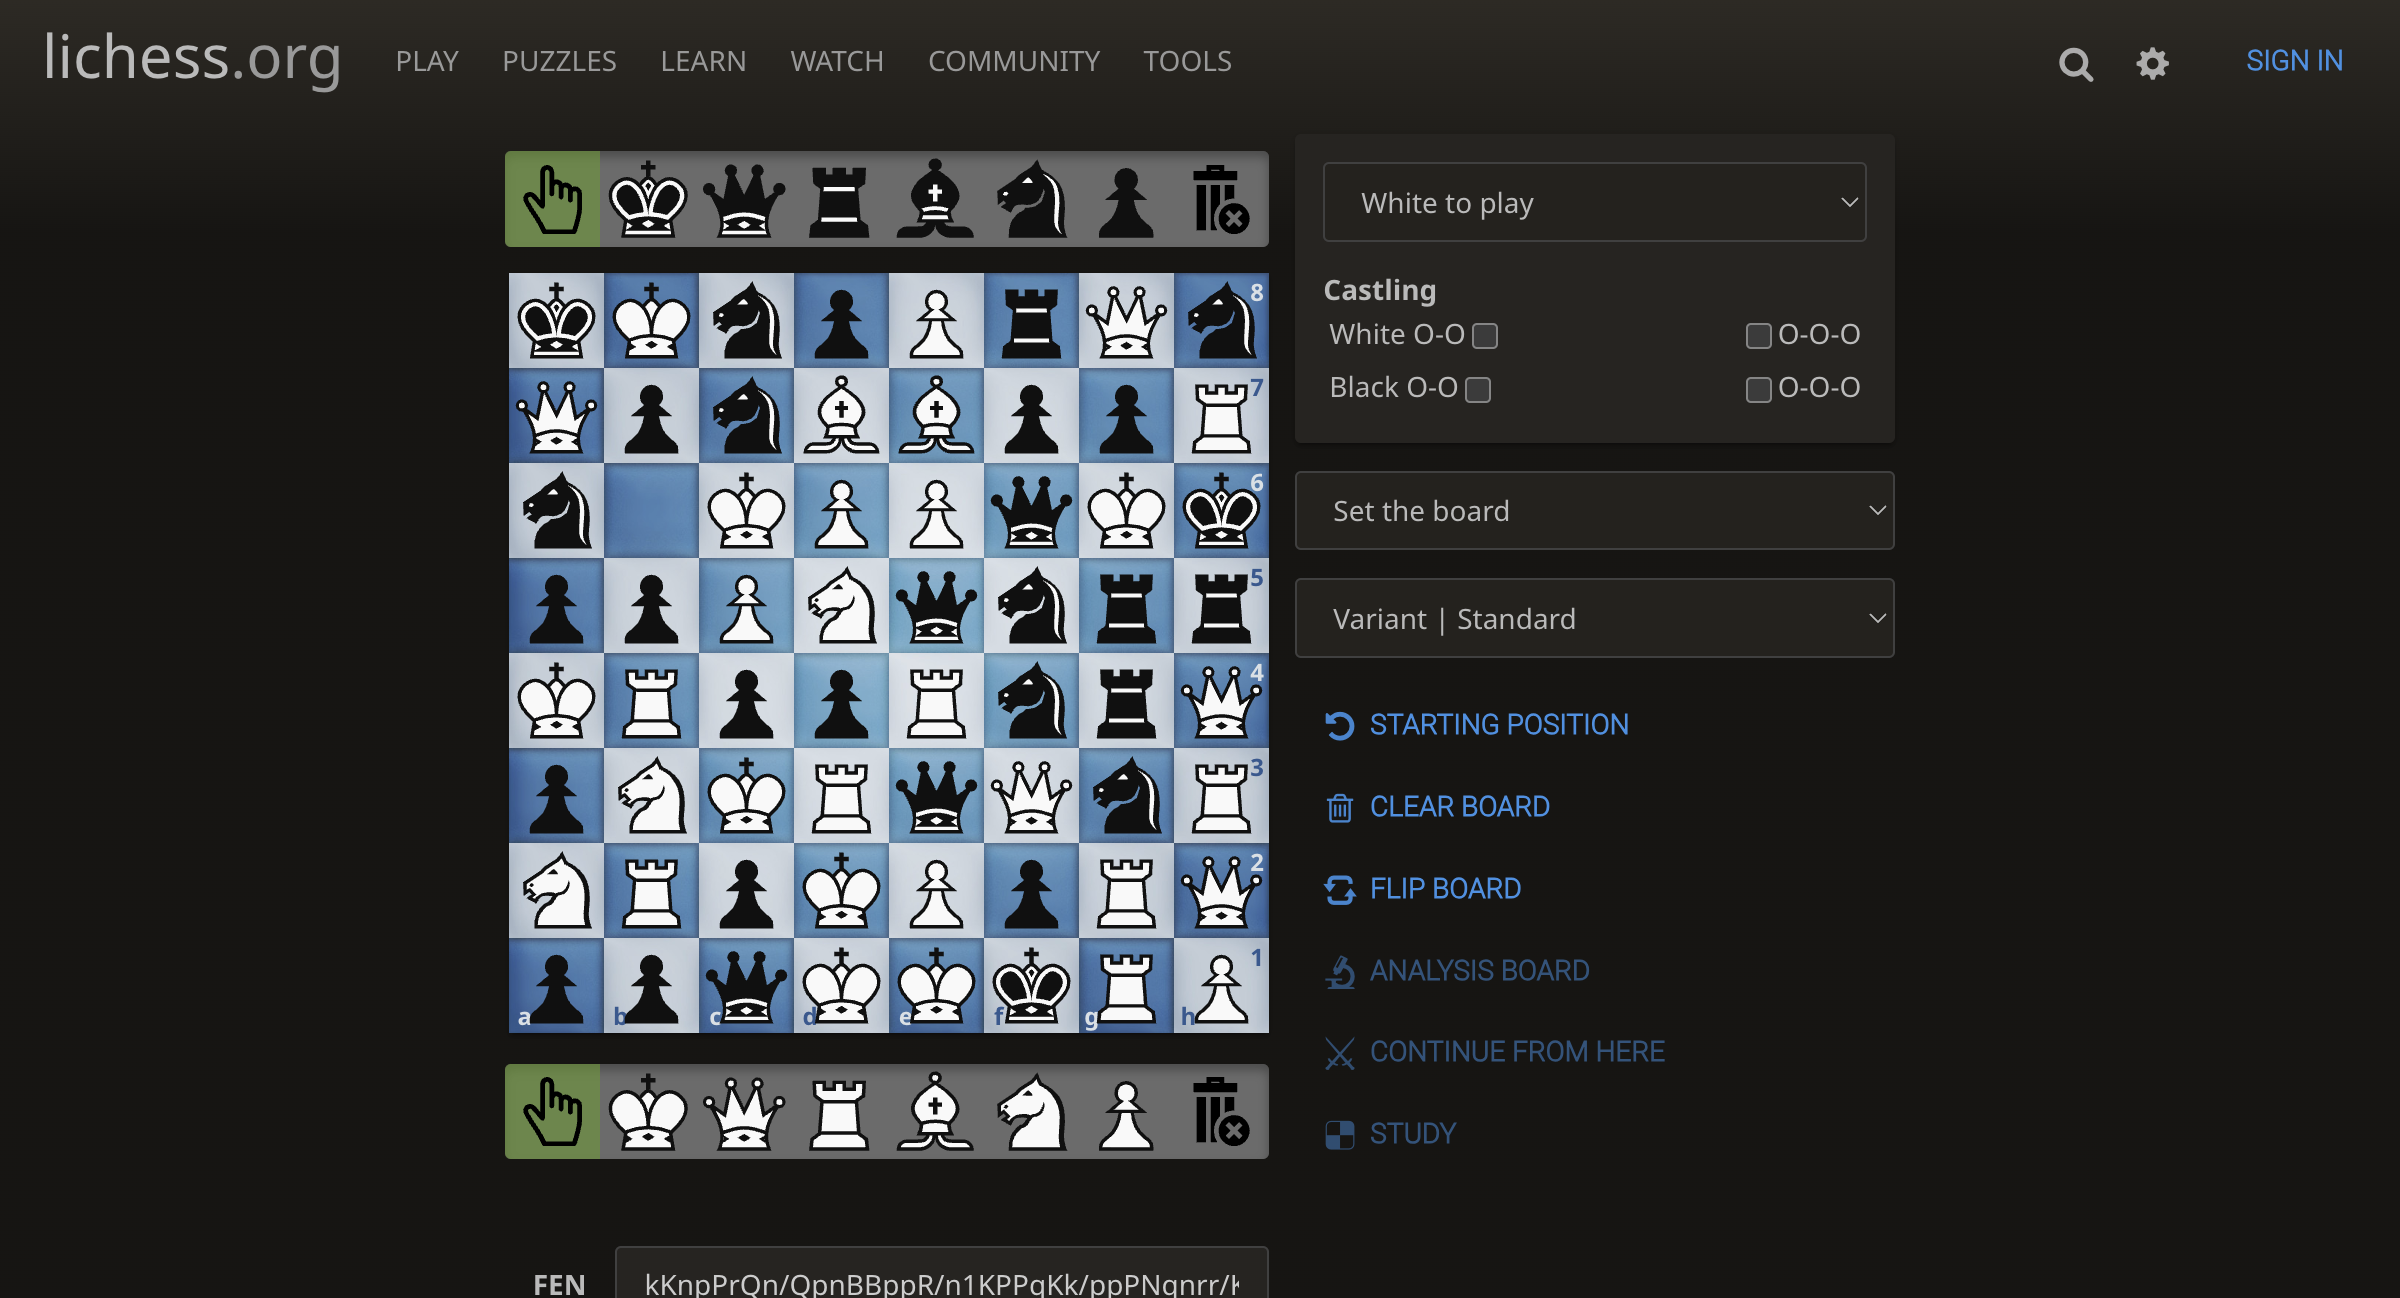 lichess.org PLAY PUZZLES LEARN WATCH COMMUNITY TOOLS SIGN IN
White to play
Castling
White O-O O-O-O
Black O-O O-O-O
Set the board
Variant | Standard
STARTING POSITION
CLEAR BOARD
FLIP BOARD
ANALYSIS BOARD
CONTINUE FROM HERE
STUDY
8
7
6
5
4
3
2
1
a b c d e f g h
FEN kKnpPrQn/QpnBBppR/n1KPPqKk/ppPNqnrr/